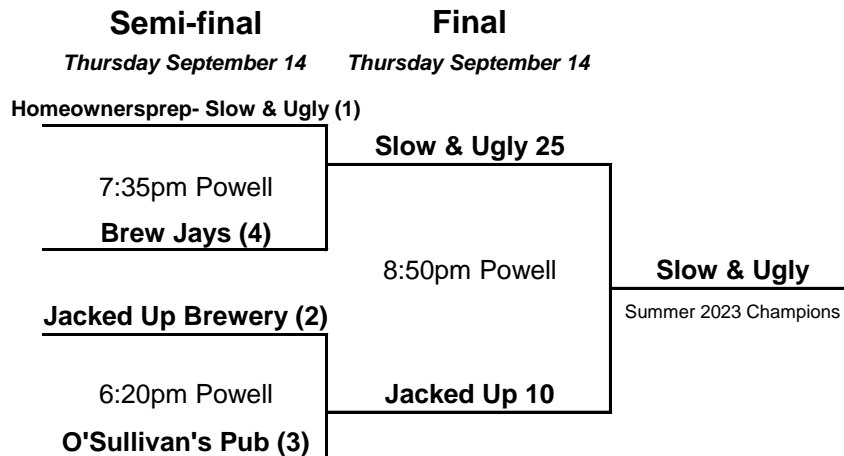 Semi-final
Final
Thursday September 14
Thursday September 14
Homeownersprep- Slow & Ugly (1)
Slow & Ugly 25
7:35pm Powell
Brew Jays (4)
8:50pm Powell
Slow & Ugly
Summer 2023 Champions
Jacked Up Brewery (2)
6:20pm Powell
Jacked Up 10
O'Sullivan's Pub (3)